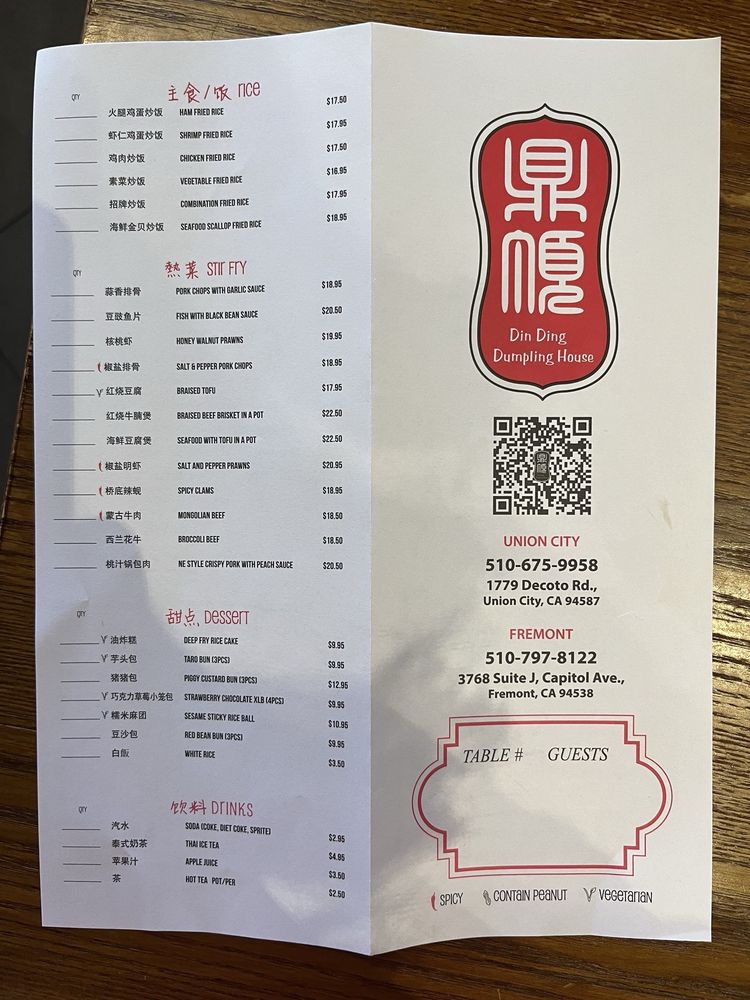 QTY 主食/饭 rice
火腿鸡蛋炒饭 HAM FRIED RICE $17.50
虾仁鸡蛋炒饭 SHRIMP FRIED RICE $17.95
鸡肉炒饭 CHICKEN FRIED RICE $17.50
素菜炒饭 VEGETABLE FRIED RICE $16.95
招牌炒饭 COMBINATION FRIED RICE $17.95
海鲜金贝炒饭 SEAFOOD SCALLOP FRIED RICE $18.95
QTY 热菜 STIR FRY
蒜香排骨 PORK CHOPS WITH GARLIC SAUCE $18.95
豆豉鱼片 FISH WITH BLACK BEAN SAUCE $20.50
核桃虾 HONEY WALNUT PRAWNS $19.95
椒盐排骨 SALT & PEPPER PORK CHOPS $18.95
红烧豆腐 BRAISED TOFU $17.95
红烧牛腩煲 BRAISED BEEF BRISKET IN A POT $22.50
海鲜豆腐煲 SEAFOOD WITH TOFU IN A POT $22.50
椒盐明虾 SALT AND PEPPER PRAWNS $20.95
桥底辣蚬 SPICY CLAMS $18.95
蒙古牛肉 MONGOLIAN BEEF $18.50
西兰花牛 BROCCOLI BEEF $18.50
桃汁锅包肉 NE STYLE CRISPY PORK WITH PEACH SAUCE $20.50
QTY 甜点 Dessert
油炸糕 DEEP FRY RICE CAKE $9.95
芋头包 TARO BUN (3PCS) $9.95
猪猪包 PIGGY CUSTARD BUN (3PCS) $12.95
巧克力草莓小笼包 STRAWBERRY CHOCOLATE XLB (4PCS) $9.95
糯米麻团 SESAME STICKY RICE BALL $10.95
豆沙包 RED BEAN BUN (3PCS) $9.95
白飯 WHITE RICE $3.50
QTY 饮料 Drinks
汽水 SODA (COKE, DIET COKE, SPRITE) $2.95
泰式奶茶 THAI ICE TEA $4.95
苹果汁 APPLE JUICE $3.50
茶 HOT TEA POT/PER $2.50
鼎
順
Din Ding
Dumpling House
UNION CITY
510-675-9958
1779 Decoto Rd.,
Union City, CA 94587
FREMONT
510-797-8122
3768 Suite J, Capitol Ave.,
Fremont, CA 94538
TABLE # GUESTS
SPICY CONTAIN PEANUT VEGETARIAN